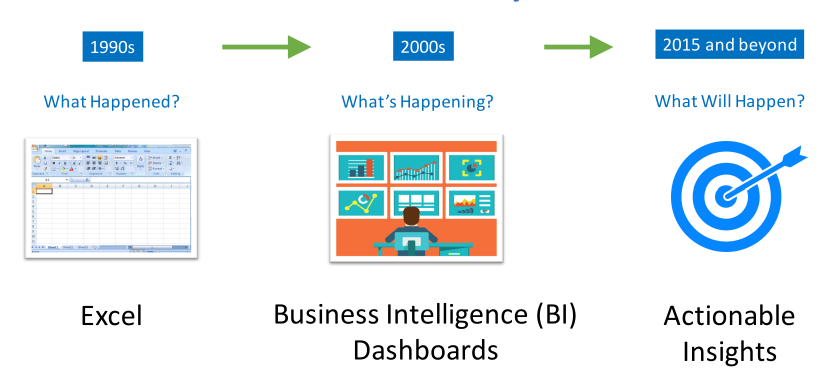 1990s
2000s
2015 and beyond
What Happened?
What's Happening?
What Will Happen?
Excel
Business Intelligence (BI)
Dashboards
Actionable
Insights